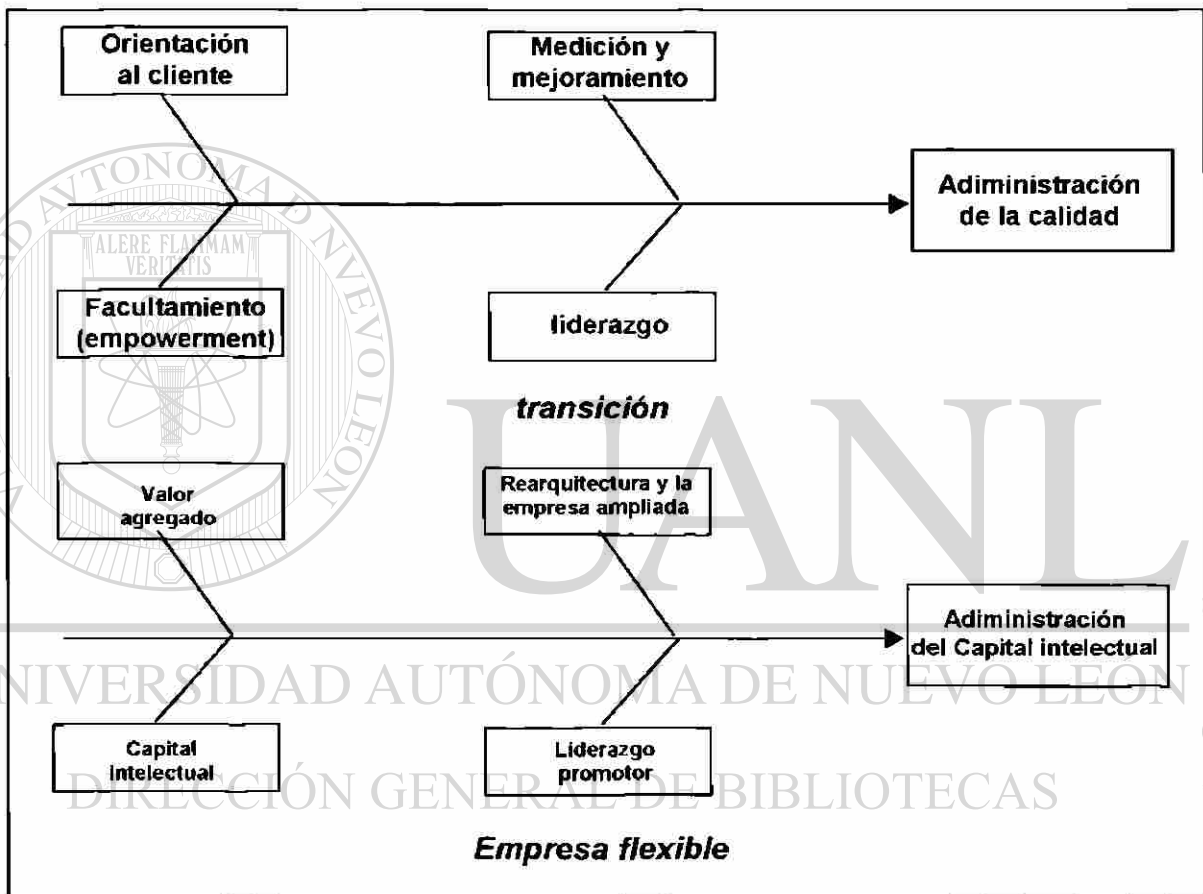 Orientación
al cliente
Medición y
mejoramiento
Adiministración
de la calidad
Facultamiento
(empowerment)
liderazgo
transición
Valor
agregado
Rearquitectura y la
empresa ampliada
Adiministración
del Capital intelectual
Capital
intelectual
Liderazgo
promotor
Empresa flexible
ALERE FLAMMAM
VERITATIS
UANL
UNIVERSIDAD AUTÓNOMA DE NUEVO LEÓN
DIRECCIÓN GENERAL DE BIBLIOTECAS